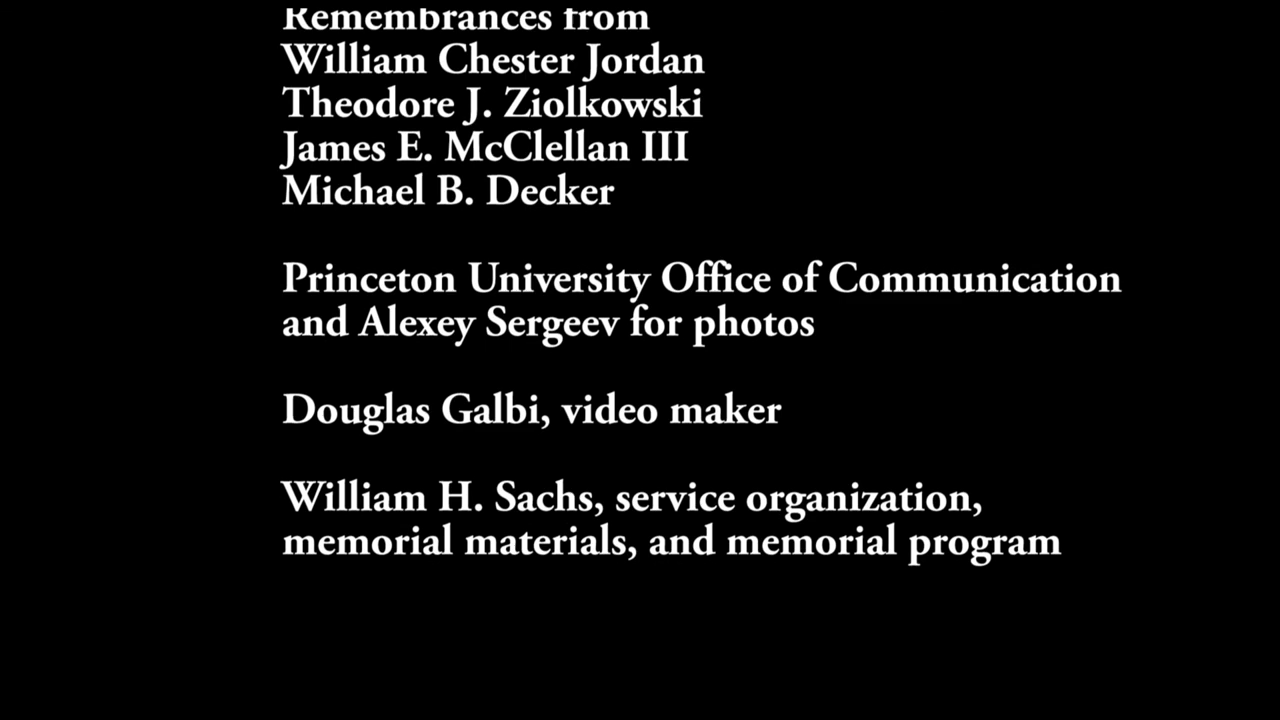 Remembrances from
William Chester Jordan
Theodore J. Ziolkowski
James E. McClellan III
Michael B. Decker
Princeton University Office of Communication
and Alexey Sergeev for photos
Douglas Galbi, video maker
William H. Sachs, service organization,
memorial materials, and memorial program